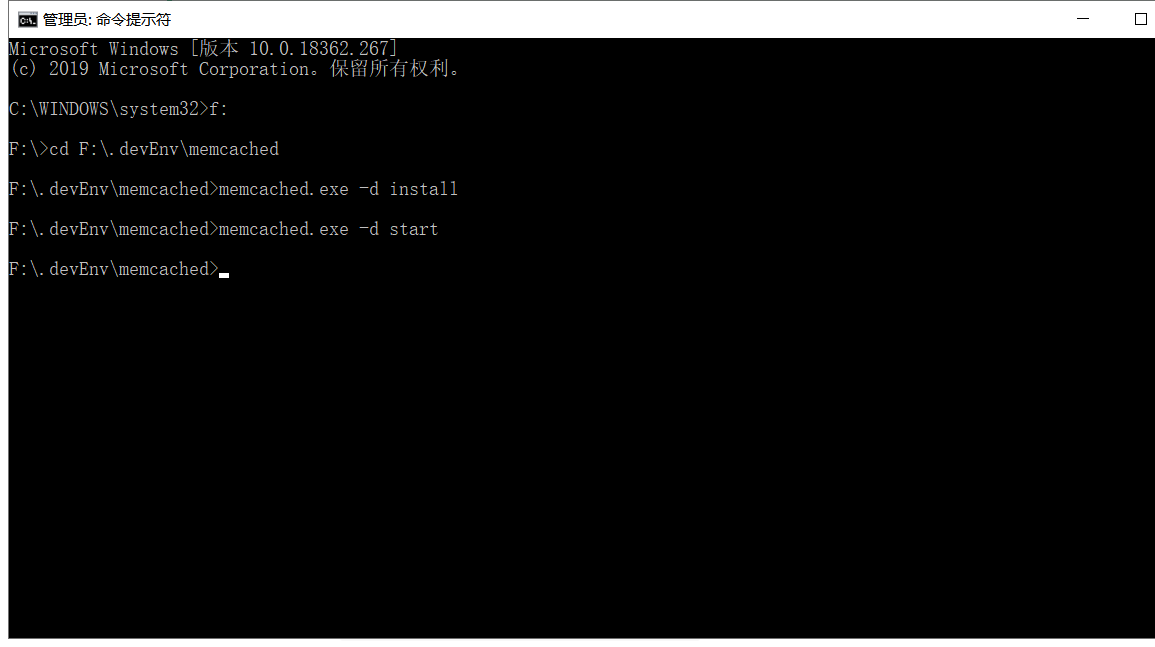 管理员: 命令提示符
Microsoft Windows [版本 10.0.18362.267]
(c) 2019 Microsoft Corporation。保留所有权利。
C:\WINDOWS\system32>f:
F:\>cd F:\.devEnv\memcached
F:\.devEnv\memcached>memcached.exe -d install
F:\.devEnv\memcached>memcached.exe -d start
F:\.devEnv\memcached>